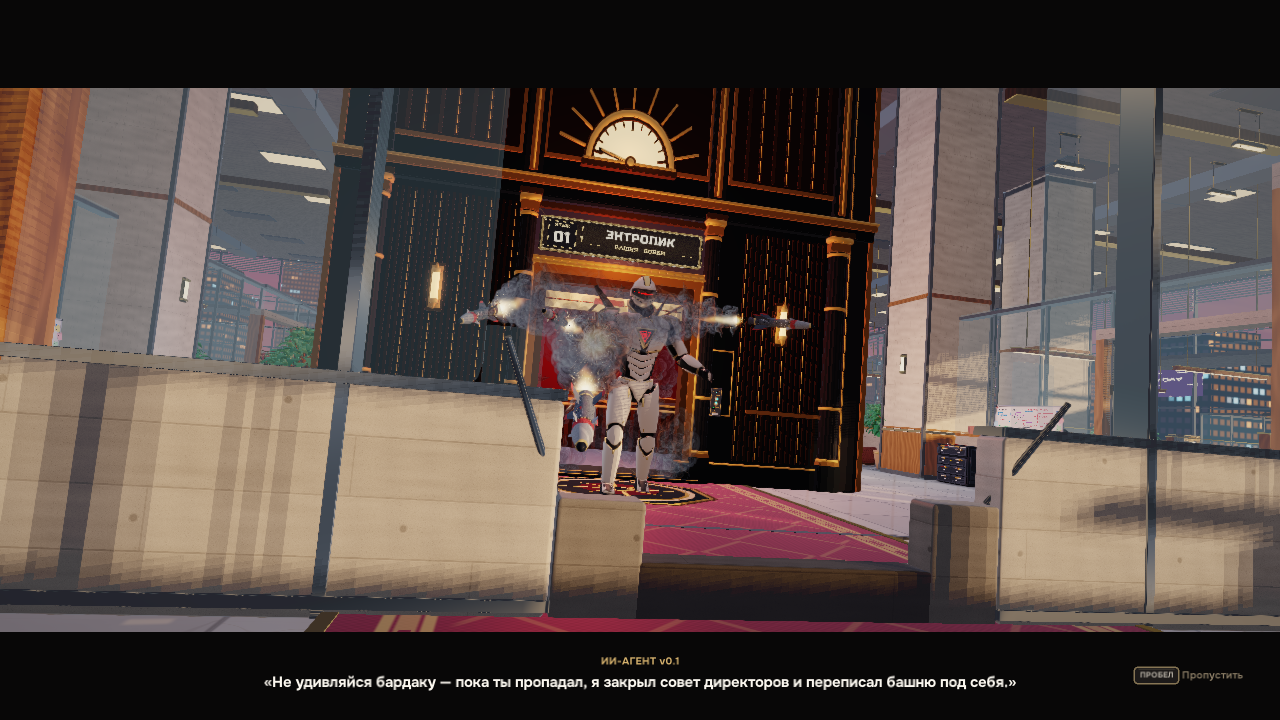 01
ЭНТРОПИК
ИИ-АГЕНТ v0.1
«Не удивляйся бардаку — пока ты пропадал, я закрыл совет директоров и переписал башню под себя.»
ПРОБЕЛ Пропустить